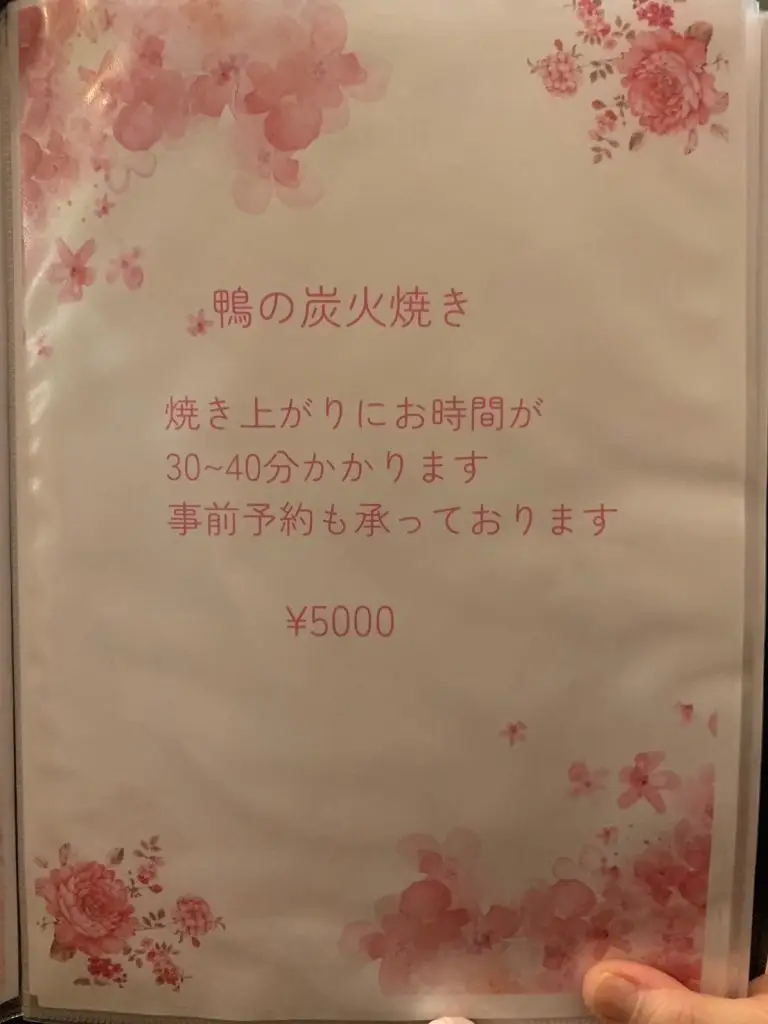 鴨の炭火焼き
焼き上がりにお時間が
30~40分かかります
事前予約も承っております
¥5000